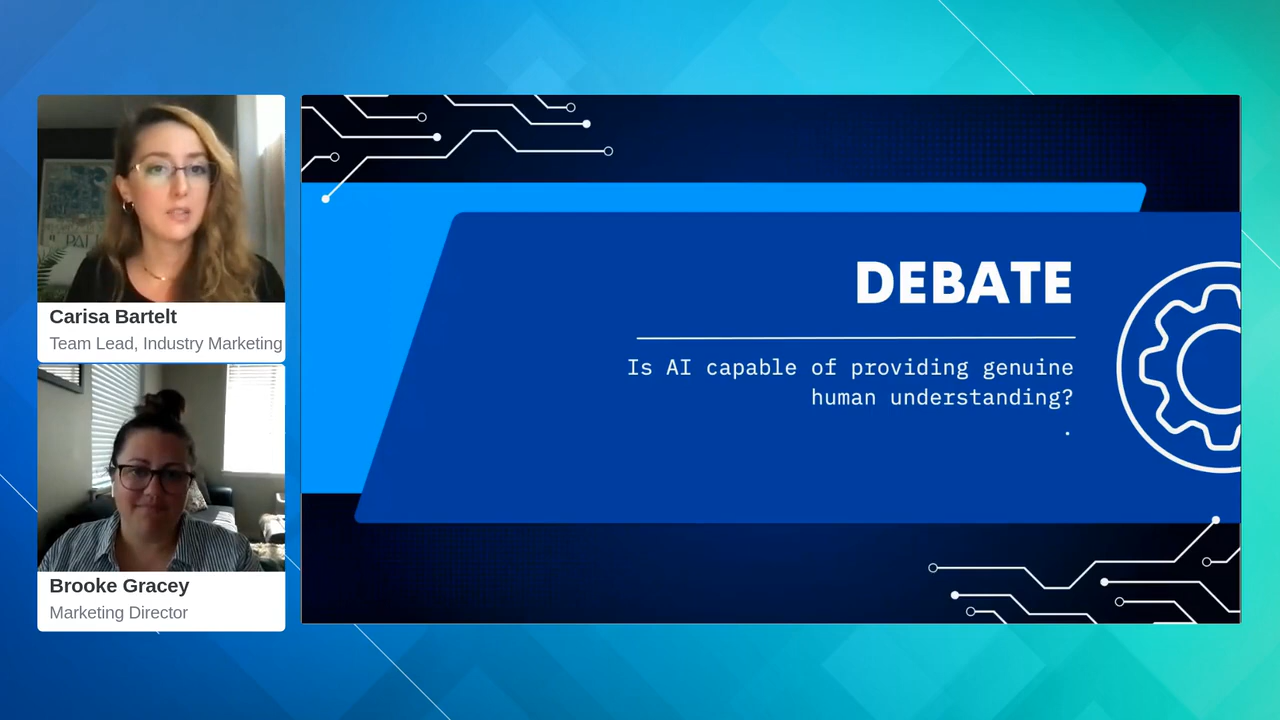 Carisa Bartelt
Team Lead, Industry Marketing
Brooke Gracey
Marketing Director
DEBATE
Is AI capable of providing genuine
human understanding?
.